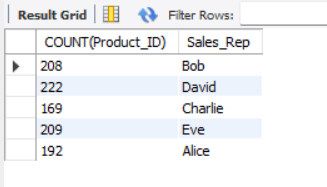 Result Grid Filter Rows:
COUNT(Product_ID) Sales_Rep
208 Bob
222 David
169 Charlie
209 Eve
192 Alice